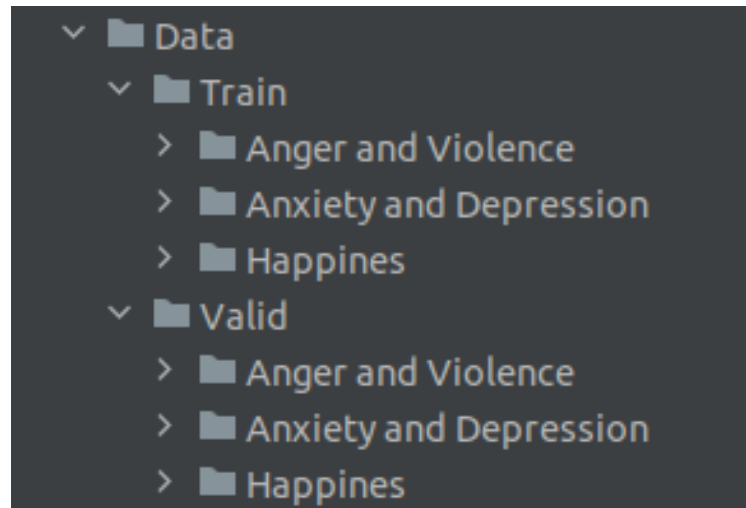 Data
Train
Anger and Violence
Anxiety and Depression
Happines
Valid
Anger and Violence
Anxiety and Depression
Happines